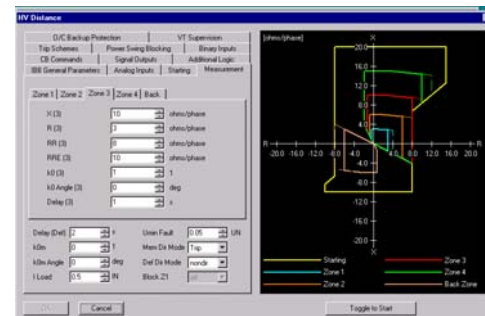 HV Distance
O/C Backup Protection
VT Supervision
Trip Schemes
Power Swing Blocking
Binary Inputs
CB Commands
Signal Outputs
Additional Logic
General Parameters
Analog Inputs
Starting
Measurement
Zone 1
Zone 2
Zone 3
Zone 4
Back
X (3) 10 ohms/phase
R (3) 3 ohms/phase
RR (3) 8 ohms/phase
RRE (3) 10 ohms/phase
k0 (3) 1 1
k0 Angle (3) 0 deg
Delay (3) 1 s
Delay (Def) 2 s
Umin Fault 0.05 UN
k0m 0 1
Mem Dir Mode Trip
k0m Angle 0 deg
Def Dir Mode nondir
I Load 0.5 IN
Block Z1
OK
Cancel
[ohms/phase]
X
20.0
16.0
12.0
8.0
4.0
R -20.0 -16.0 -12.0 -8.0 -4.0 8.0 12.0 16.0 20.0 R
-4.0
-8.0
-12.0
-16.0
-20.0
X
Starting
Zone 3
Zone 1
Zone 4
Zone 2
Back Zone
Toggle to Start